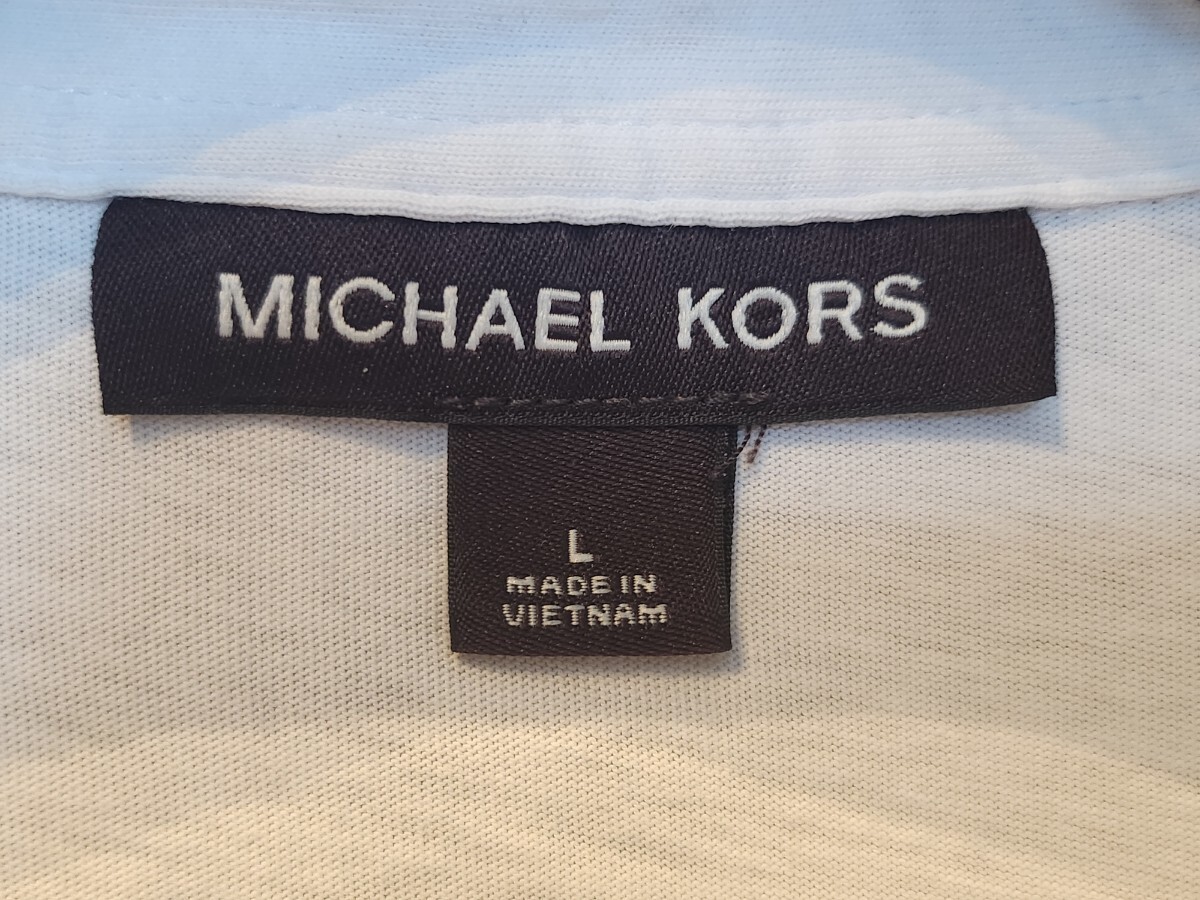 MICHAEL KORS
L
MADE IN
VIETNAM